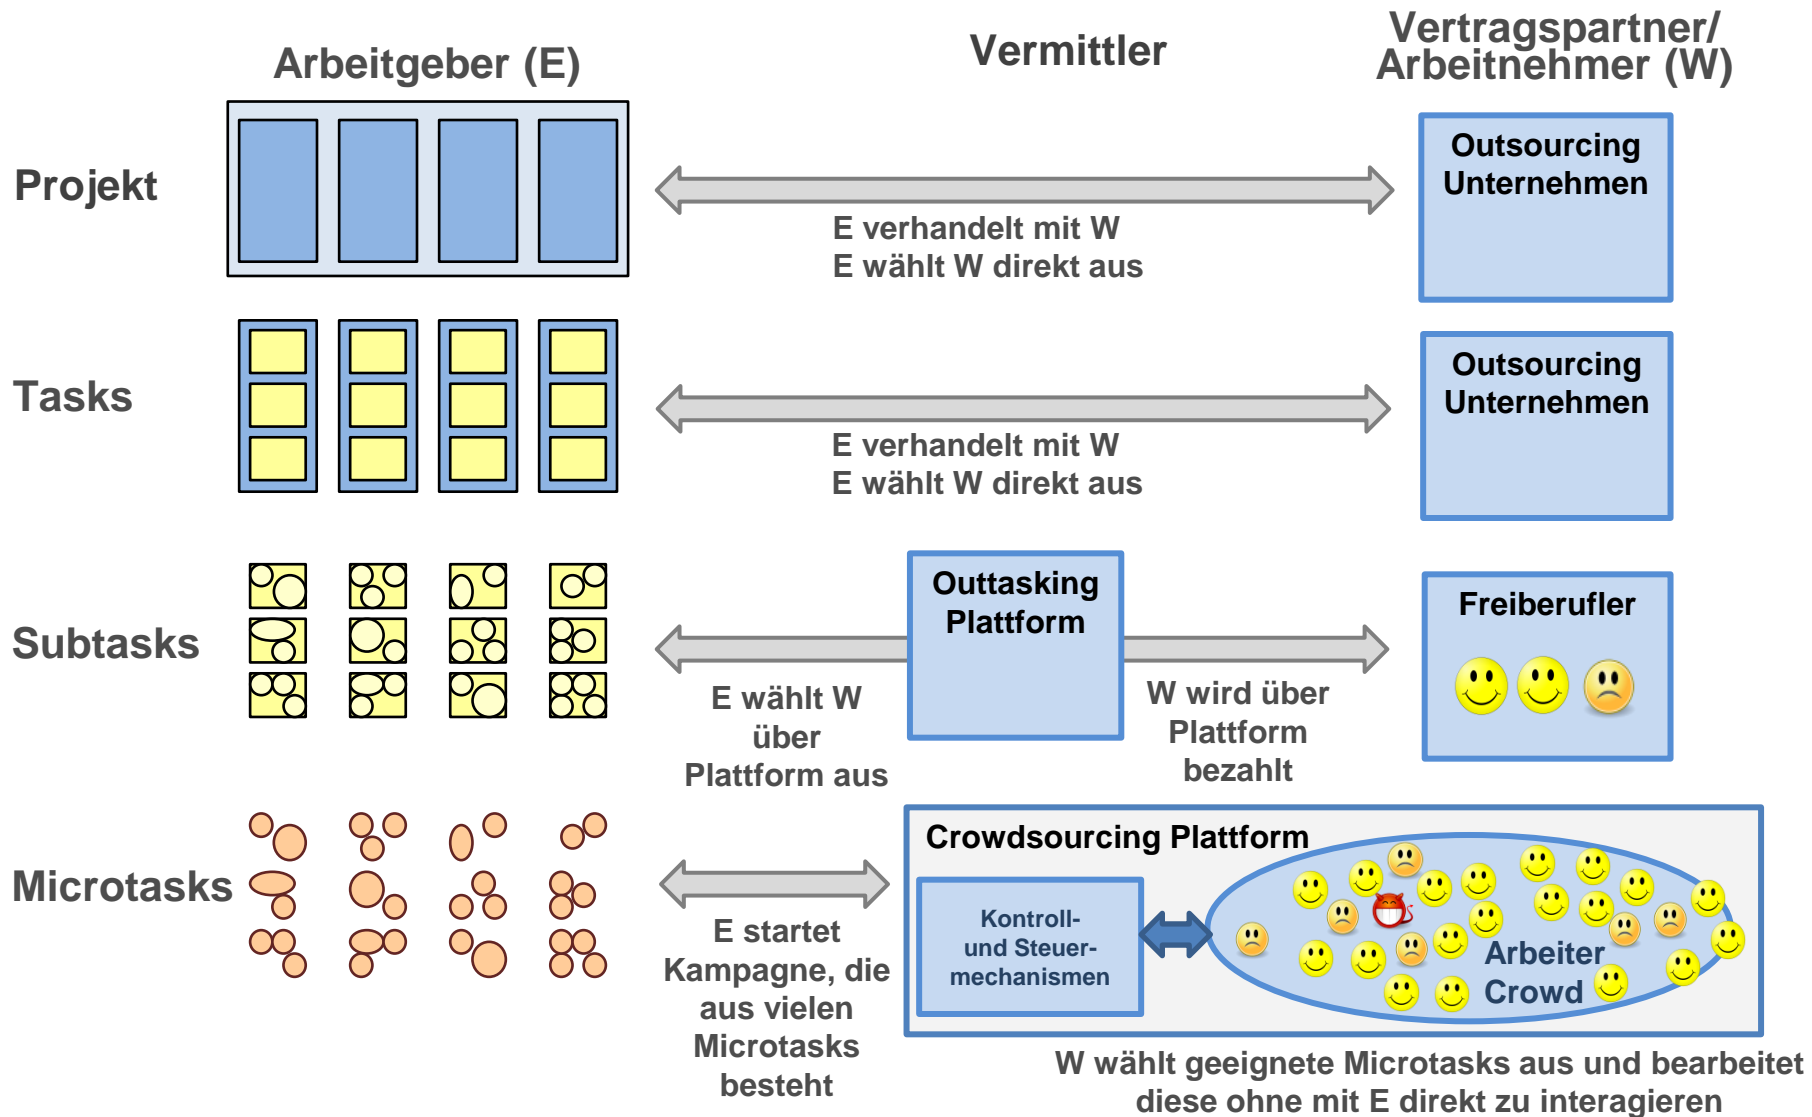 Arbeitgeber (E)
Vermittler
Vertragspartner/
Arbeitnehmer (W)
Projekt
E verhandelt mit W
E wählt W direkt aus
Outsourcing
Unternehmen
Tasks
E verhandelt mit W
E wählt W direkt aus
Outsourcing
Unternehmen
Subtasks
E wählt W
über
Plattform aus
Outtasking
Plattform
W wird über
Plattform
bezahlt
Freiberufler
Microtasks
E startet
Kampagne, die
aus vielen
Microtasks
besteht
Crowdsourcing Plattform
Kontroll-
und Steuer-
mechanismen
Arbeiter
Crowd
W wählt geeignete Microtasks aus und bearbeitet
diese ohne mit E direkt zu interagieren